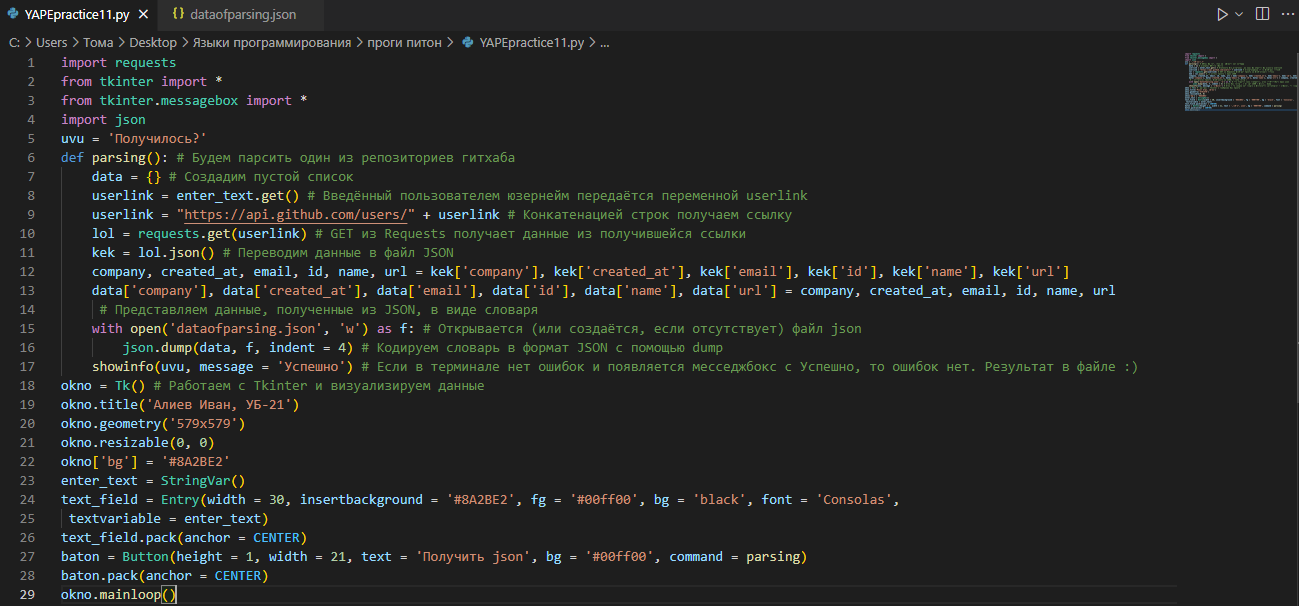 YAPEpractice11.py ×   {} dataofparsing.json
C: > Users > Тома > Desktop > Языки программирования > проги питон > YAPEpractice11.py > ...
1 import requests
2 from tkinter import *
3 from tkinter.messagebox import *
4 import json
5 uvu = 'Получилось?'
6 def parsing(): # Будем парсить один из репозиториев гитхаба
7     data = {} # Создадим пустой список
8     userlink = enter_text.get() # Введённый пользователем юзернейм передаётся переменной userlink
9     userlink = "https://api.github.com/users/" + userlink # Конкатенацией строк получаем ссылку
10     lol = requests.get(userlink) # GET из Requests получает данные из получившейся ссылки
11     kek = lol.json() # Переводим данные в файл JSON
12     company, created_at, email, id, name, url = kek['company'], kek['created_at'], kek['email'], kek['id'], kek['name'], kek['url']
13     data['company'], data['created_at'], data['email'], data['id'], data['name'], data['url'] = company, created_at, email, id, name, url
14      # Представляем данные, полученные из JSON, в виде словаря
15     with open('dataofparsing.json', 'w') as f: # Открывается (или создаётся, если отсутствует) файл json
16         json.dump(data, f, indent = 4) # Кодируем словарь в формат JSON с помощью dump
17     showinfo(uvu, message = 'Успешно') # Если в терминале нет ошибок и появляется месседжбокс с Успешно, то ошибок нет. Результат в файле :)
18 okno = Tk() # Работаем с Tkinter и визуализируем данные
19 okno.title('Алиев Иван, УБ-21')
20 okno.geometry('579x579')
21 okno.resizable(0, 0)
22 okno['bg'] = '#8A2BE2'
23 enter_text = StringVar()
24 text_field = Entry(width = 30, insertbackground = '#8A2BE2', fg = '#00ff00', bg = 'black', font = 'Consolas',
25  textvariable = enter_text)
26 text_field.pack(anchor = CENTER)
27 baton = Button(height = 1, width = 21, text = 'Получить json', bg = '#00ff00', command = parsing)
28 baton.pack(anchor = CENTER)
29 okno.mainloop()